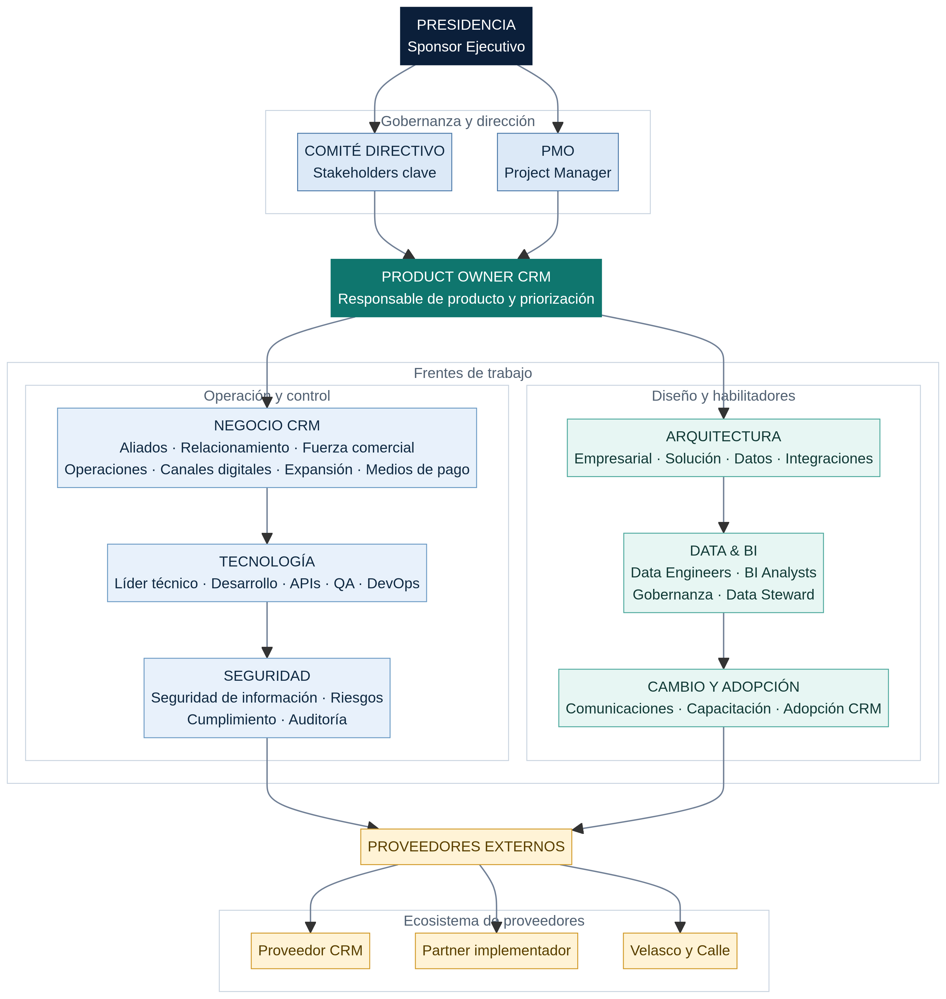 PRESIDENCIA
Sponsor Ejecutivo
Gobernanza y dirección
COMITÉ DIRECTIVO
Stakeholders clave
PMO
Project Manager
PRODUCT OWNER CRM
Responsable de producto y priorización
Frentes de trabajo
Operación y control
NEGOCIO CRM
Aliados · Relacionamiento · Fuerza comercial
Operaciones · Canales digitales · Expansión · Medios de pago
TECNOLOGÍA
Líder técnico · Desarrollo · APIs · QA · DevOps
SEGURIDAD
Seguridad de información · Riesgos
Cumplimiento · Auditoría
Diseño y habilitadores
ARQUITECTURA
Empresarial · Solución · Datos · Integraciones
DATA & BI
Data Engineers · BI Analysts
Gobernanza · Data Steward
CAMBIO Y ADOPCIÓN
Comunicaciones · Capacitación · Adopción CRM
PROVEEDORES EXTERNOS
Ecosistema de proveedores
Proveedor CRM
Partner implementador
Velasco y Calle